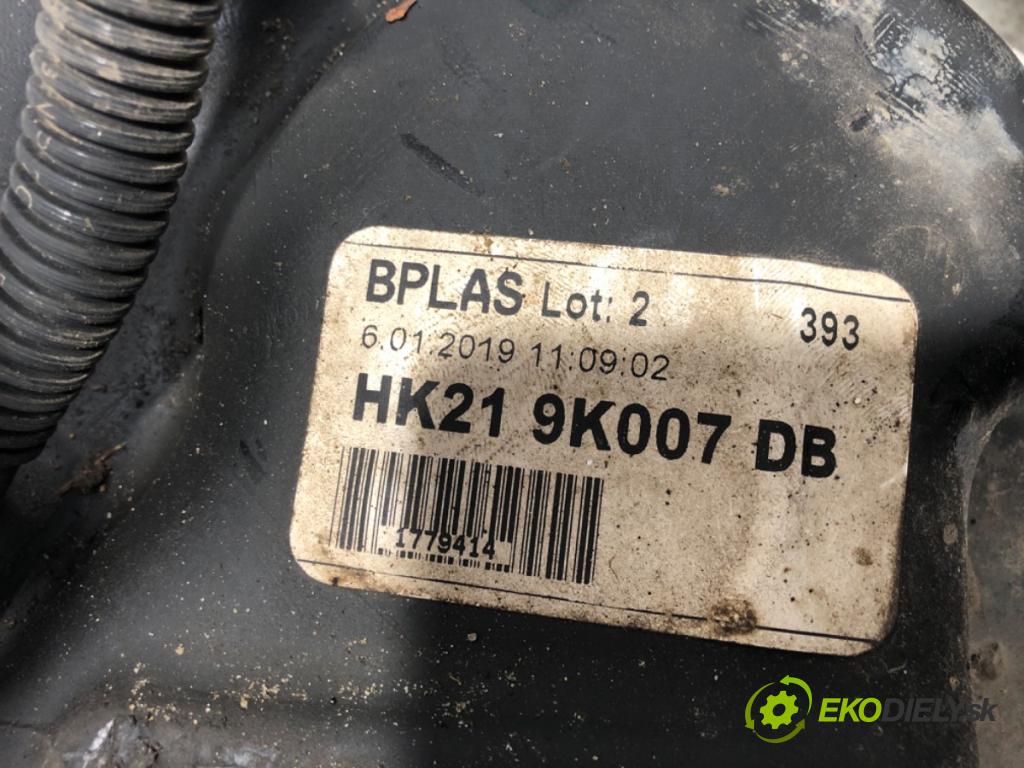 BPLAS Lot: 2 393
6.01.2019 11:09:02
HK21 9K007 DB
1779414
EKODIELY.sk